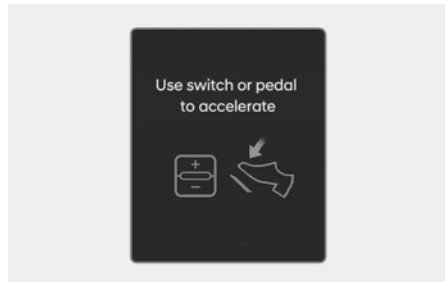 Use switch or pedal
to accelerate
+
−